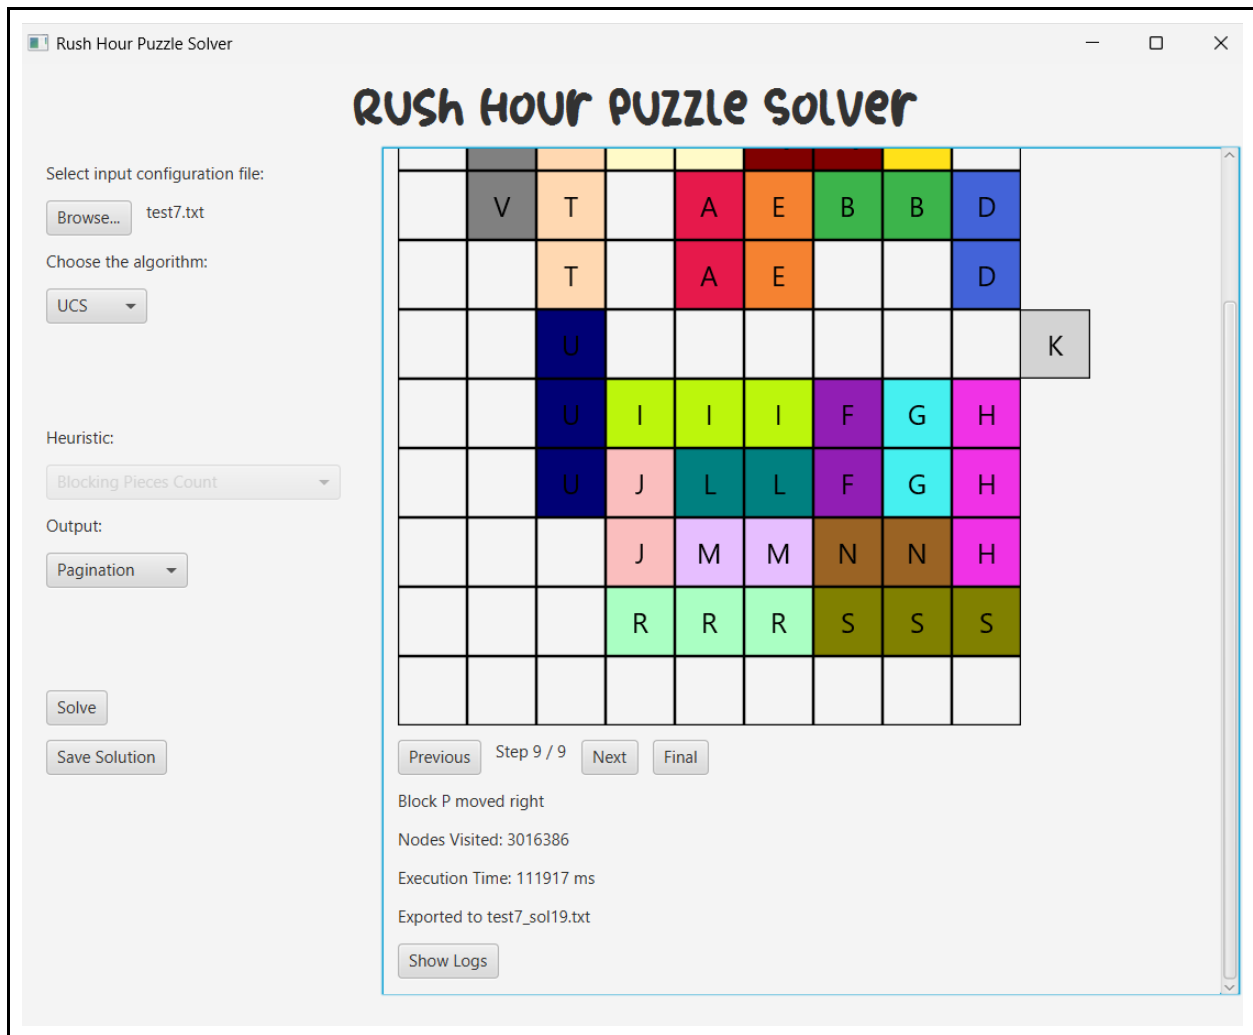 Rush Hour Puzzle Solver
Rush Hour Puzzle Solver
Select input configuration file:
Browse... test7.txt
Choose the algorithm:
UCS
Heuristic:
Blocking Pieces Count
Output:
Pagination
Solve
Save Solution
V T A E B B D
T A E D
U K
U I I I F G H
U J L L F G H
J M M N N H
R R R S S S
Previous Step 9 / 9 Next Final
Block P moved right
Nodes Visited: 3016386
Execution Time: 111917 ms
Exported to test7_sol19.txt
Show Logs